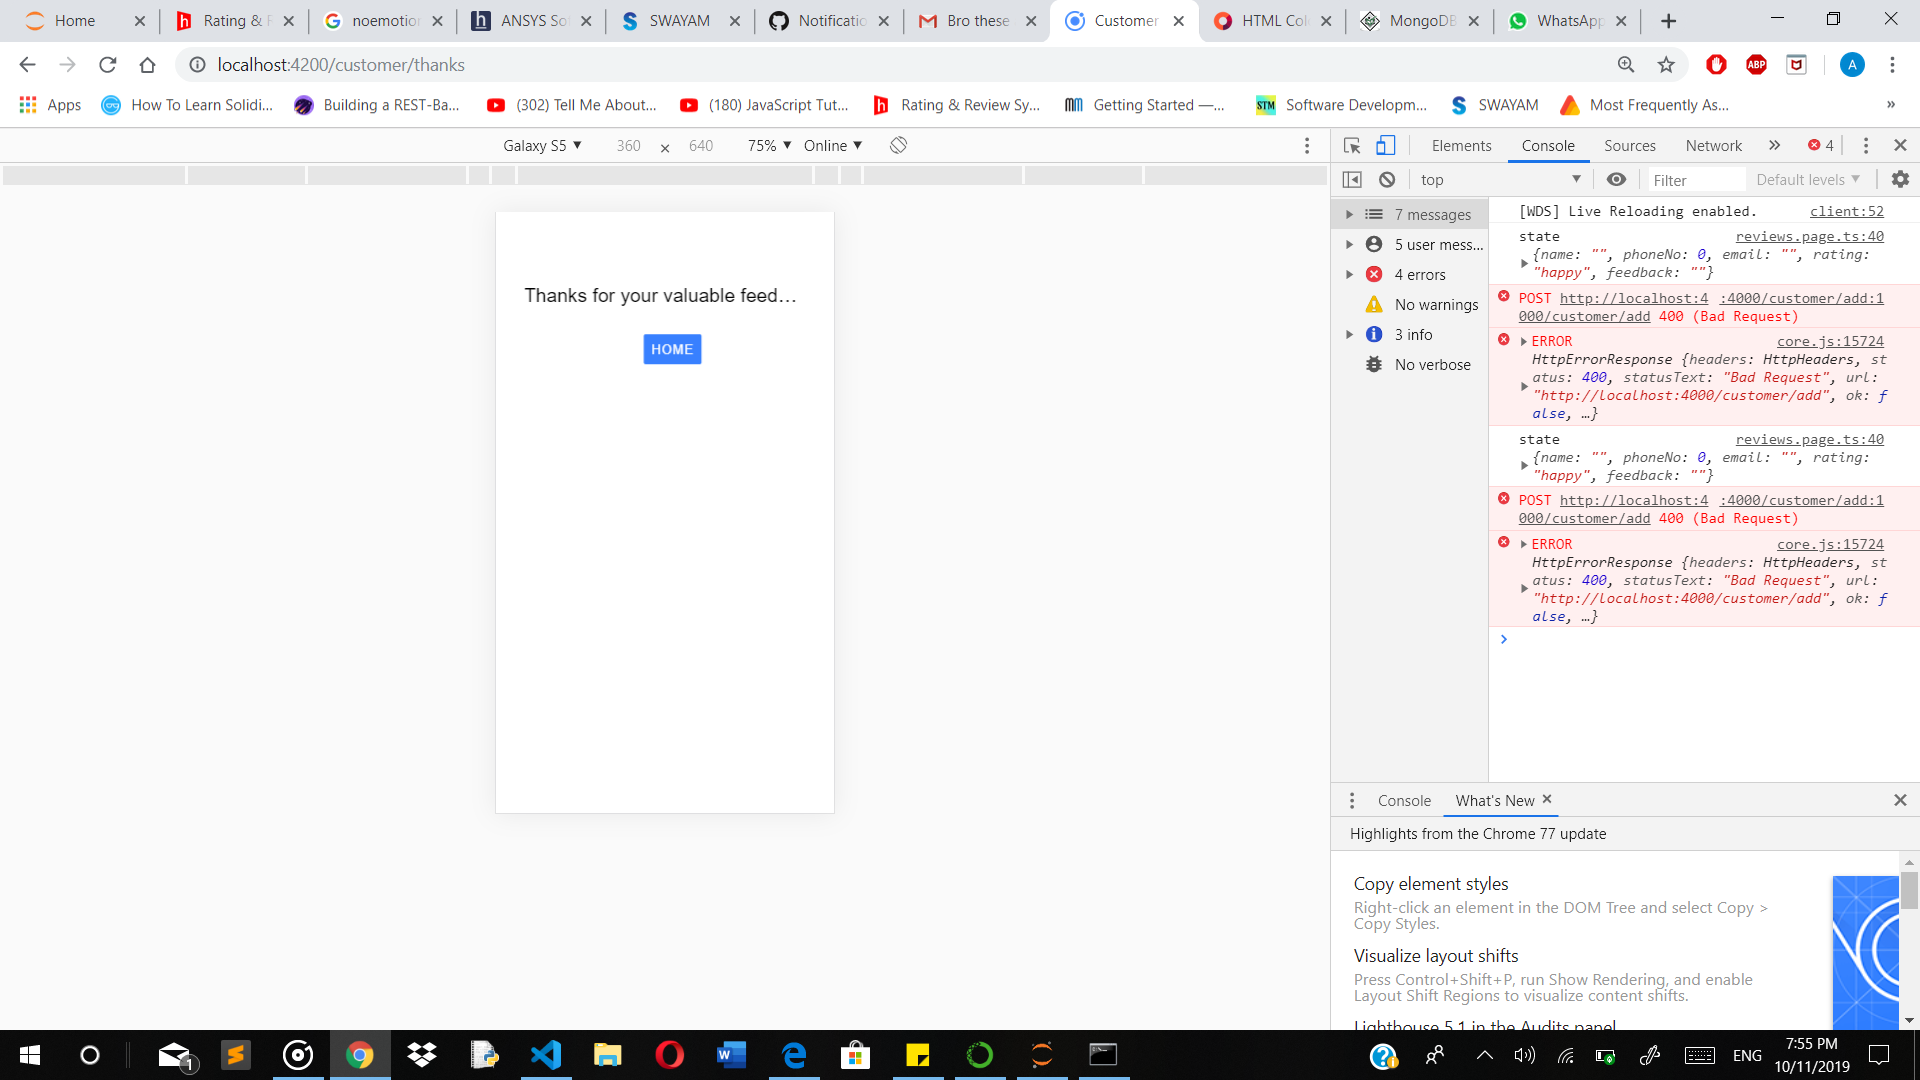 Home
Rating & F
noemotion
ANSYS Sof
SWAYAM
Notificatio
Bro these
Customer
HTML Col
MongoDB
WhatsApp
localhost:4200/customer/thanks
A
Apps
How To Learn Solidi...
Building a REST-Ba...
(302) Tell Me About...
(180) JavaScript Tut...
Rating & Review Sy...
Getting Started —...
STM Software Developm...
SWAYAM
Most Frequently As...
»
Galaxy S5 ▼ 360 × 640 75% ▼ Online ▼
Elements Console Sources Network » 4
top ▼ Filter Default levels ▼
7 messages
5 user mess...
4 errors
No warnings
3 info
No verbose
[WDS] Live Reloading enabled. client:52
state reviews.page.ts:40
{name: "", phoneNo: 0, email: "", rating:
"happy", feedback: ""}
POST http://localhost:4 :4000/customer/add:1
000/customer/add 400 (Bad Request)
ERROR core.js:15724
HttpErrorResponse {headers: HttpHeaders, st
atus: 400, statusText: "Bad Request", url:
"http://localhost:4000/customer/add", ok: f
alse, …}
state reviews.page.ts:40
{name: "", phoneNo: 0, email: "", rating:
"happy", feedback: ""}
POST http://localhost:4 :4000/customer/add:1
000/customer/add 400 (Bad Request)
ERROR core.js:15724
HttpErrorResponse {headers: HttpHeaders, st
atus: 400, statusText: "Bad Request", url:
"http://localhost:4000/customer/add", ok: f
alse, …}
Thanks for your valuable feed...
HOME
Console What's New
Highlights from the Chrome 77 update
Copy element styles
Right-click an element in the DOM Tree and select Copy >
Copy Styles.
Visualize layout shifts
Press Control+Shift+P, run Show Rendering, and enable
Layout Shift Regions to visualize content shifts.
Lighthouse 5.1 in the Audits panel
1
ENG
7:55 PM
10/11/2019